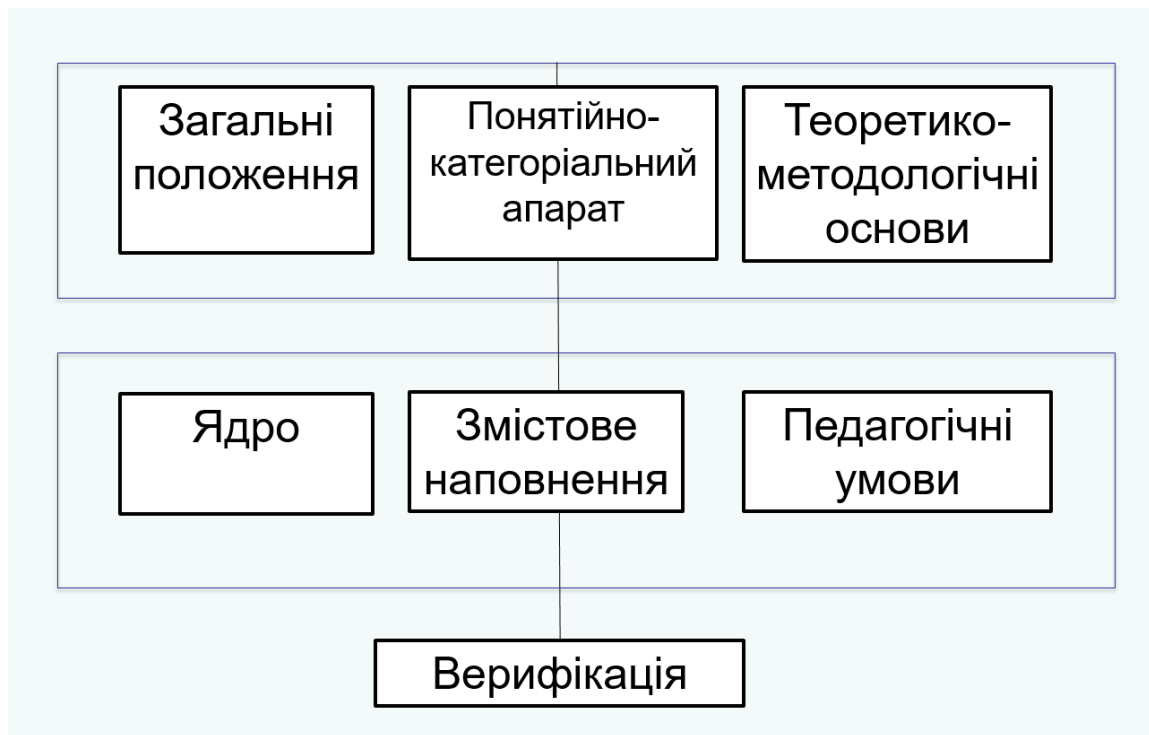 Загальні
положення
Понятійно-
категоріальний
апарат
Теоретико-
методологічні
основи
Ядро
Змістове
наповнення
Педагогічні
умови
Верифікація